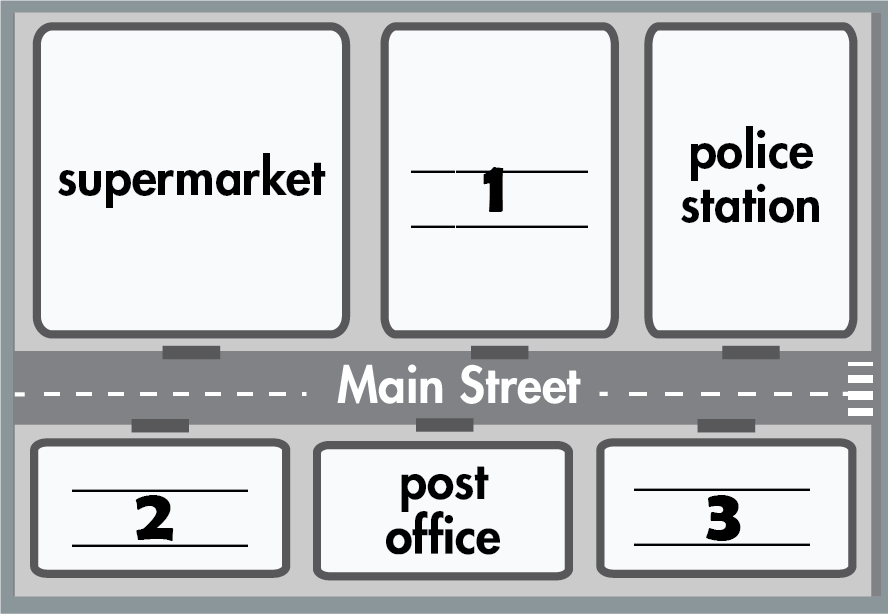 supermarket
1
police
station
Main Street
2
post
office
3